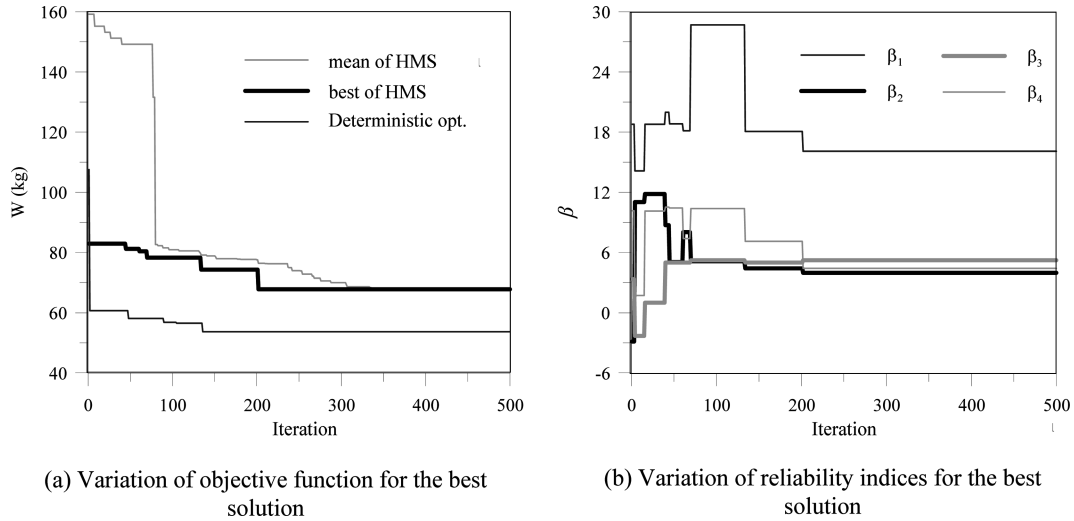 160
140
120
100
80
60
40
W (kg)
mean of HMS
best of HMS
Deterministic opt.
0 100 200 300 400 500
Iteration
(a) Variation of objective function for the best
solution
30
24
18
12
6
0
-6
β
β1
β2
β3
β4
0 100 200 300 400 500
Iteration
(b) Variation of reliability indices for the best
solution